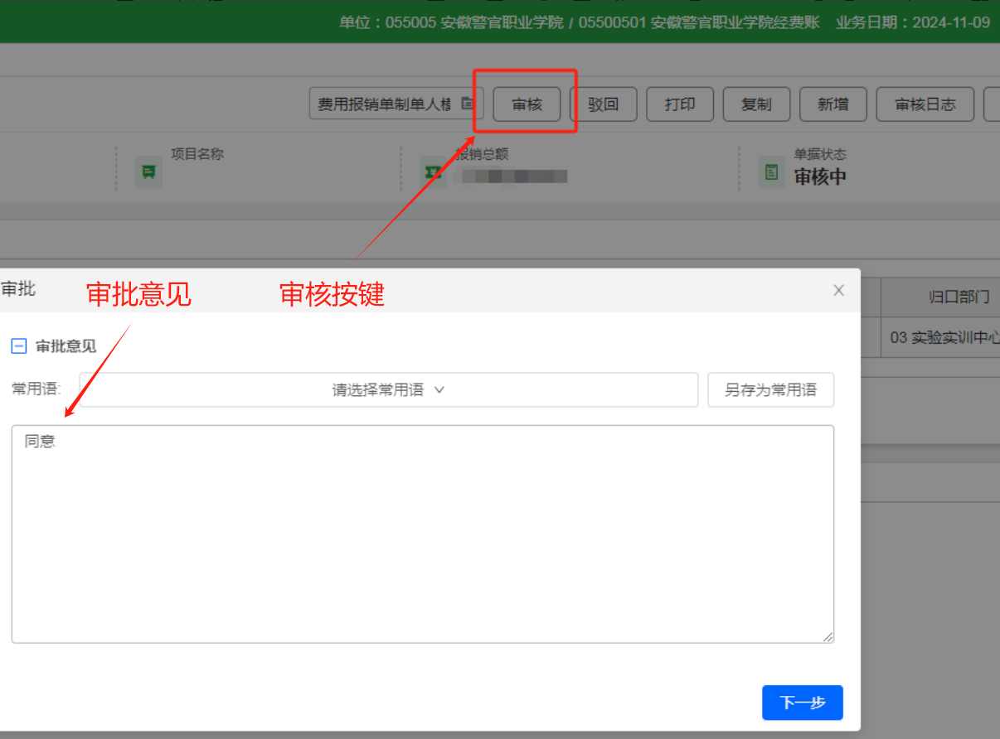 单位：055005 安徽警官职业学院 / 05500501 安徽警官职业学院经费账 业务日期：2024-11-09
费用报销单制单人模 审核 驳回 打印 复制 新增 审核日志
项目名称 报销总额 单据状态
审核中
审批 审批意见 审核按键
归口部门
审批意见
03 实验实训中心
常用语: 请选择常用语 另存为常用语
同意
下一步